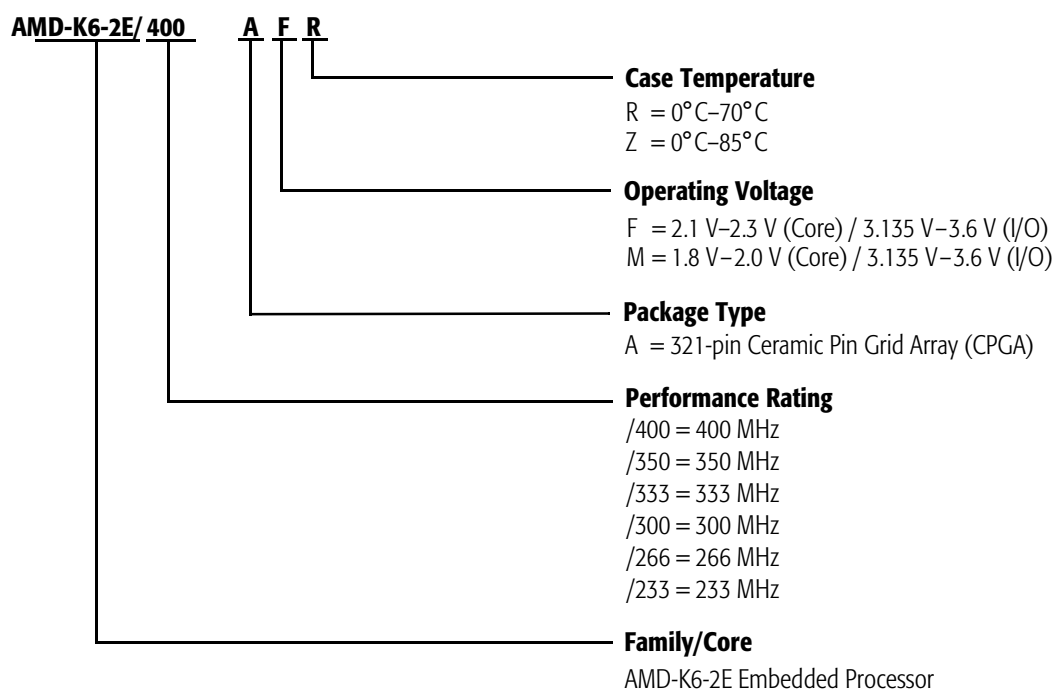 AMD-K6-2E/ 400 A F R
Case Temperature
R = 0°C–70°C
Z = 0°C–85°C
Operating Voltage
F = 2.1 V–2.3 V (Core) / 3.135 V–3.6 V (I/O)
M = 1.8 V–2.0 V (Core) / 3.135 V–3.6 V (I/O)
Package Type
A = 321-pin Ceramic Pin Grid Array (CPGA)
Performance Rating
/400 = 400 MHz
/350 = 350 MHz
/333 = 333 MHz
/300 = 300 MHz
/266 = 266 MHz
/233 = 233 MHz
Family/Core
AMD-K6-2E Embedded Processor